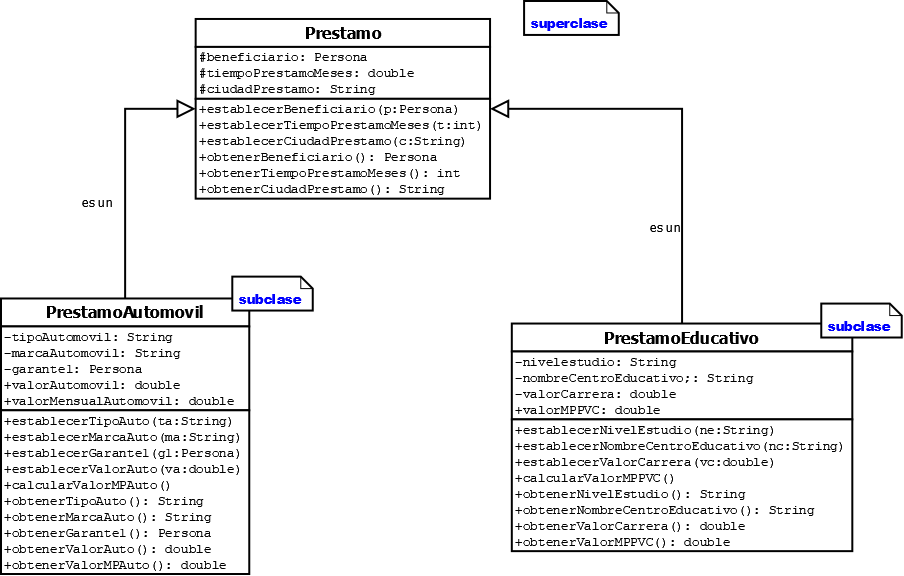 superclase
Prestamo
#beneficiario: Persona
#tiempoPrestamoMeses: double
#ciudadPrestamo: String
+establecerBeneficiario(p:Persona)
+establecerTiempoPrestamoMeses(t:int)
+establecerCiudadPrestamo(c:String)
+obtenerBeneficiario(): Persona
+obtenerTiempoPrestamoMeses(): int
+obtenerCiudadPrestamo(): String
es un
es un
subclase
PrestamoAutomovil
-tipoAutomovil: String
-marcaAutomovil: String
-garante1: Persona
+valorAutomovil: double
+valorMensualAutomovil: double
+establecerTipoAuto(ta:String)
+establecerMarcaAuto(ma:String)
+establecerGarante1(g1:Persona)
+establecerValorAuto(va:double)
+calcularValorMPAuto()
+obtenerTipoAuto(): String
+obtenerMarcaAuto(): String
+obtenerGarante1(): Persona
+obtenerValorAuto(): double
+obtenerValorMPAuto(): double
subclase
PrestamoEducativo
-nivelestudio: String
-nombreCentroEducativo;: String
-valorCarrera: double
+valorMPPVC: double
+establecerNivelEstudio(ne:String)
+establecerNombreCentroEducativo(nc:String)
+establecerValorCarrera(vc:double)
+calcularValorMPPVC()
+obtenerNivelEstudio(): String
+obtenerNombreCentroEducativo(): String
+obtenerValorCarrera(): double
+obtenerValorMPPVC(): double